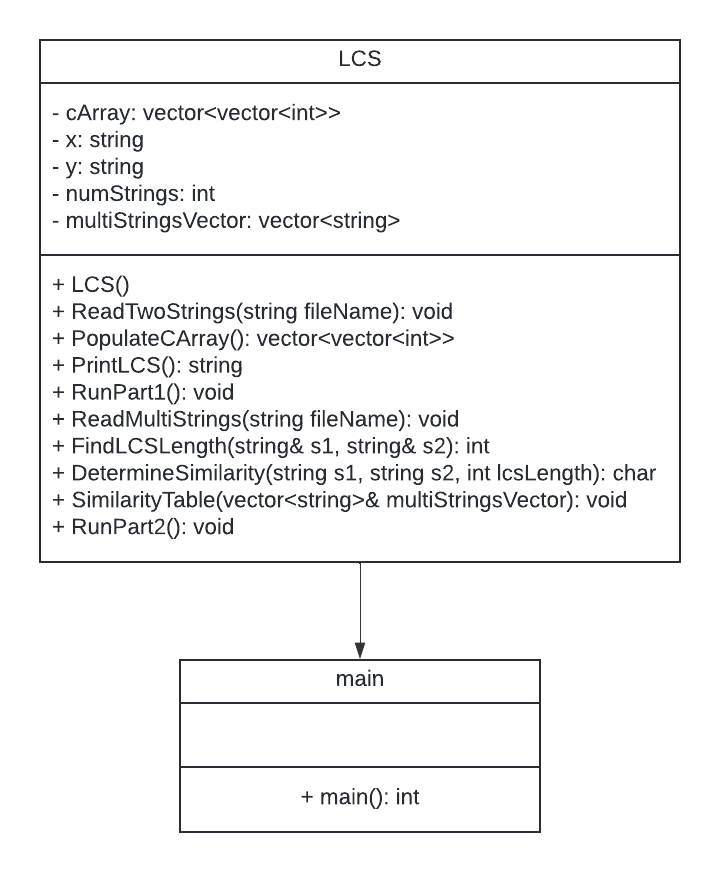 LCS
- cArray: vector<vector<int>>
- x: string
- y: string
- numStrings: int
- multiStringsVector: vector<string>
+ LCS()
+ ReadTwoStrings(string fileName): void
+ PopulateCArray(): vector<vector<int>>
+ PrintLCS(): string
+ RunPart1(): void
+ ReadMultiStrings(string fileName): void
+ FindLCSLength(string& s1, string& s2): int
+ DetermineSimilarity(string s1, string s2, int lcsLength): char
+ SimilarityTable(vector<string>& multiStringsVector): void
+ RunPart2(): void
main
+ main(): int